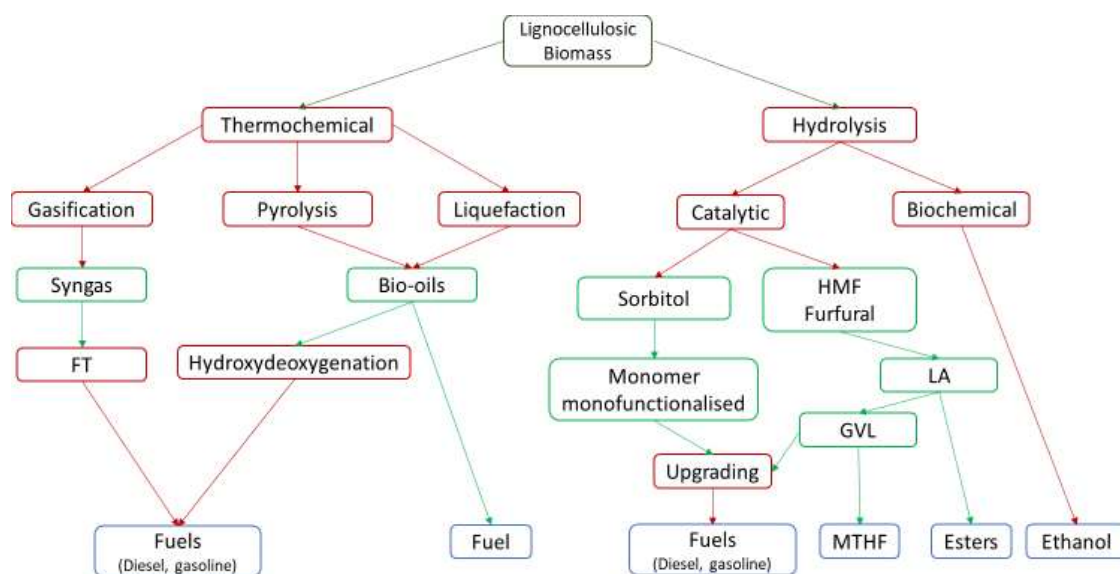 Lignocellulosic
Biomass
Thermochemical
Hydrolysis
Gasification
Pyrolysis
Liquefaction
Catalytic
Biochemical
Syngas
Bio-oils
Sorbitol
HMF
Furfural
FT
Hydroxydeoxygenation
Monomer
monofunctionalised
LA
GVL
Upgrading
Fuels
(Diesel, gasoline)
Fuel
Fuels
(Diesel, gasoline)
MTHF
Esters
Ethanol